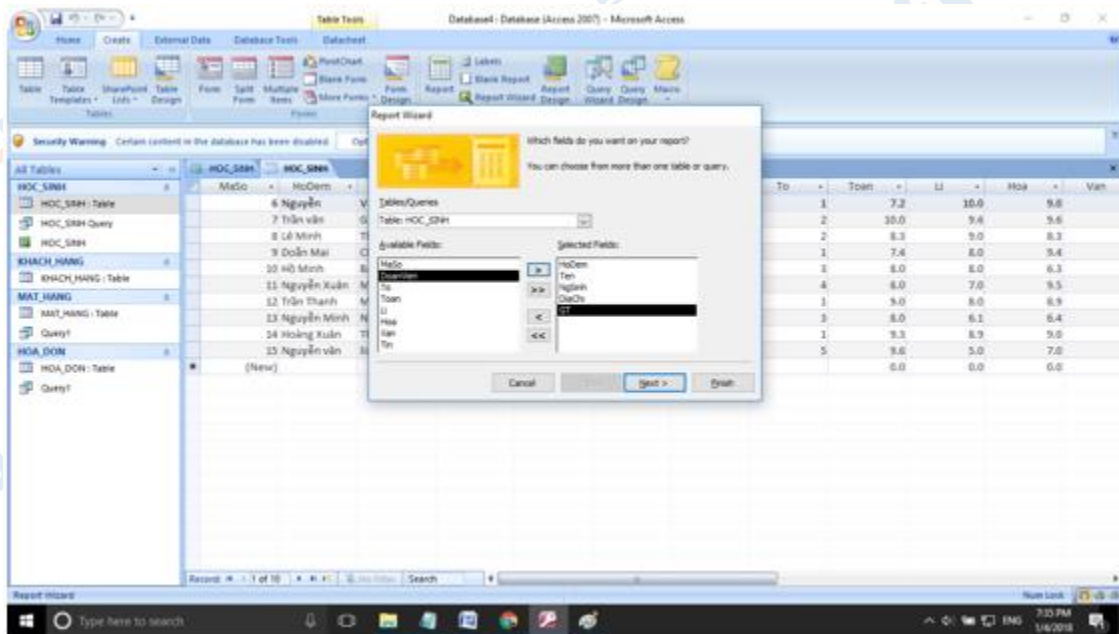 Table Tools
Database4 : Database (Access 2007) - Microsoft Access
Home Create External Data Database Tools Datasheet
Table Table Templates Lists SharePoint Table Design
Form Split Form Multiple Items PivotChart Blank Form More Forms Form Design
Report Labels Blank Report Report Wizard Report Design
Query Wizard Query Design Macro
Tables Forms
Security Warning Certain content in the database has been disabled
All Tables
HOC_SINH
HOC_SINH : Table
HOC_SINH Query
HOC_SINH
KHACH_HANG
KHACH_HANG : Table
MAT_HANG
MAT_HANG : Table
Query1
HOA_DON
HOA_DON : Table
Query1
HOC_SINH HOC_SINH
MaSo HoDem To Toan Li Hoa Van
6 Nguyễn 1 7.2 10.0 9.8
7 Trần văn 2 10.0 9.4 9.6
8 Lê Minh 2 8.3 9.0 8.3
9 Doãn Mai 1 7.4 8.0 9.4
10 Hồ Minh 8.0 8.0 6.3
11 Nguyễn Xuân 4 8.0 7.0 9.5
12 Trần Thanh 9.0 8.0 8.9
13 Nguyễn Minh 8.0 6.1 6.4
14 Hoàng Xuân 1 9.3 8.9 9.0
15 Nguyễn văn 5 9.6 5.0 7.0
(New) 0.0 0.0 0.0
Report Wizard
Which fields do you want on your report?
You can choose from more than one table or query.
Tables/Queries
Table: HOC_SINH
Available Fields: Selected Fields:
MaSo
DoanVien
To
Toan
Li
Hoa
Van
Tin
>
>>
<
<<
HoDem
Ten
NgSinh
DiaChi
GT
Cancel Next > Finish
Record: 1 of 10 No Filter Search
Report Wizard Num Lock
Type here to search
ENG 7:35 PM
1/4/2018